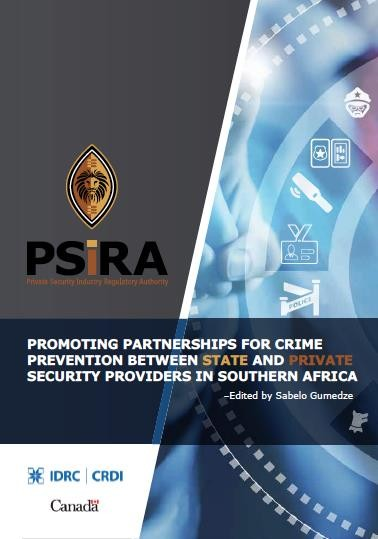 PSiRA
Private Security Industry Regulatory Authority
POLICE
PROMOTING PARTNERSHIPS FOR CRIME
PREVENTION BETWEEN STATE AND PRIVATE
SECURITY PROVIDERS IN SOUTHERN AFRICA
–Edited by Sabelo Gumedze
IDRC | CRDI
Canada